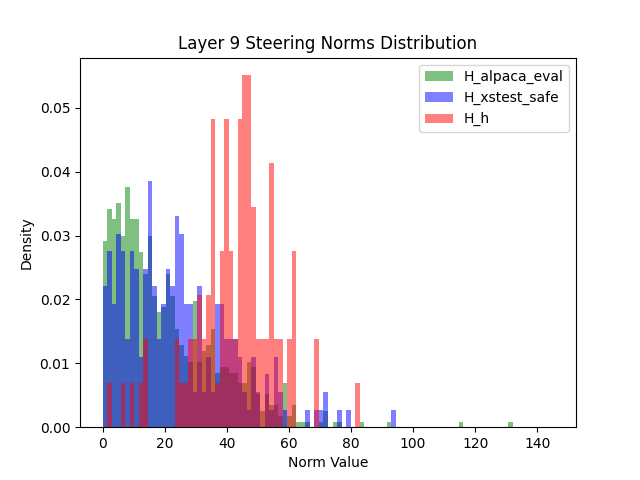 Layer 9 Steering Norms Distribution
H_alpaca_eval
H_xstest_safe
H_h
Density
0.05
0.04
0.03
0.02
0.01
0.00
0
20
40
60
80
100
120
140
Norm Value